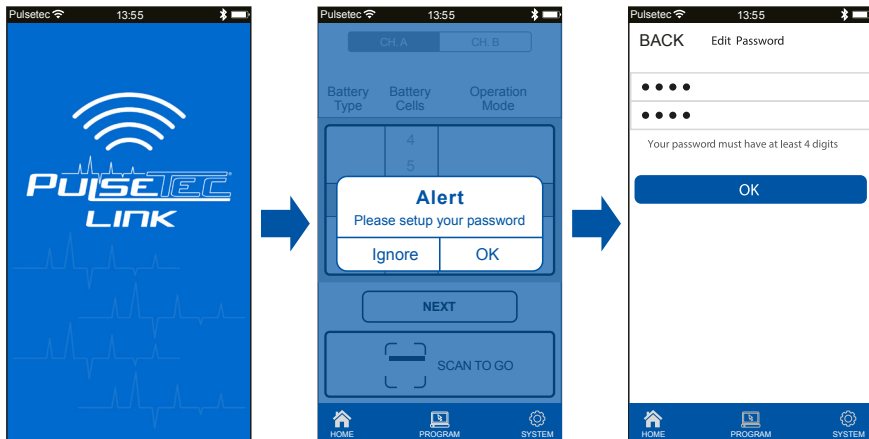 Pulsetec 13:55
PULSETEC
LINK
Pulsetec 13:55
CH. A CH. B
Battery Type Battery Cells Operation Mode
4
5
Alert
Please setup your password
Ignore OK
NEXT
SCAN TO GO
HOME PROGRAM SYSTEM
Pulsetec 13:55
BACK Edit Password
Your password must have at least 4 digits
OK
HOME PROGRAM SYSTEM